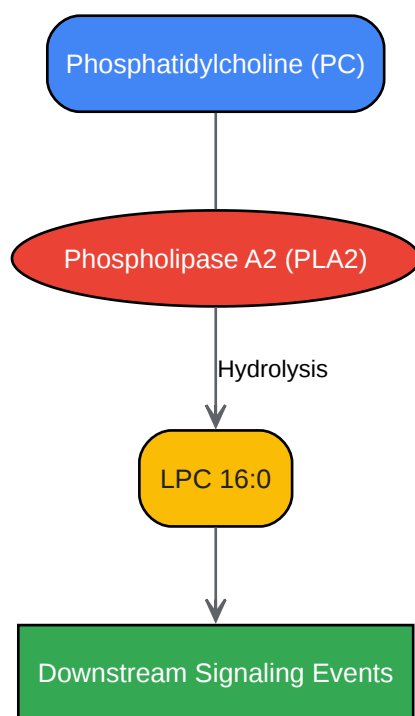 Phosphatidylcholine (PC)
Phospholipase A2 (PLA2)
Hydrolysis
LPC 16:0
Downstream Signaling Events